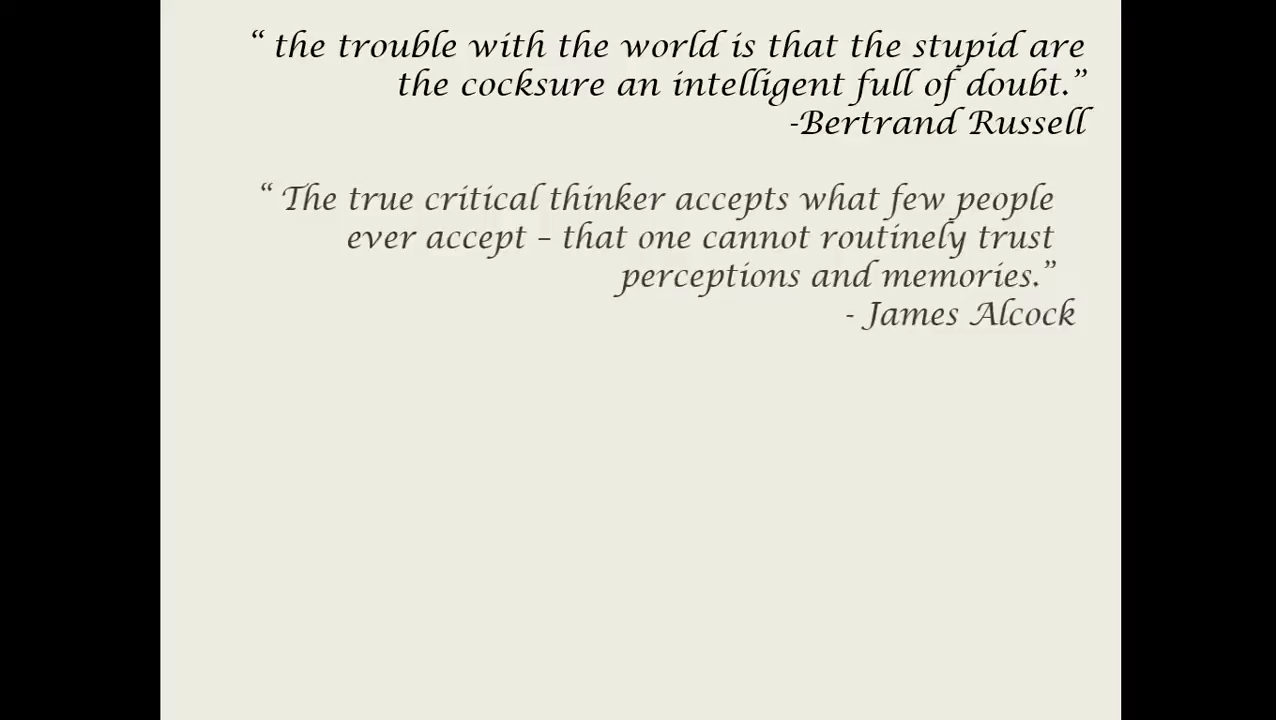 “ the trouble with the world is that the stupid are
the cocksure an intelligent full of doubt.”
-Bertrand Russell
“ The true critical thinker accepts what few people
ever accept – that one cannot routinely trust
perceptions and memories.”
- James Alcock